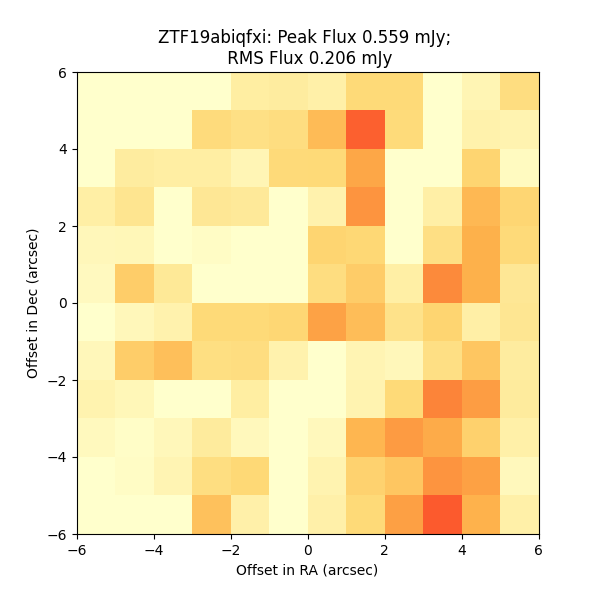 ZTF19abiqfxi: Peak Flux 0.559 mJy;
RMS Flux 0.206 mJy
6
4
2
0
−2
−4
−6
Offset in Dec (arcsec)
−6 −4 −2 0 2 4 6
Offset in RA (arcsec)